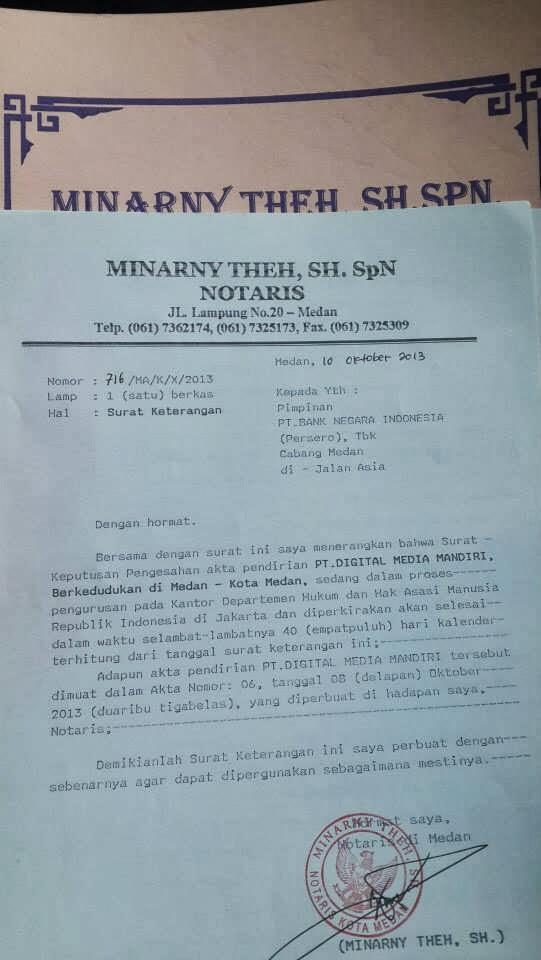 MINARNY THEH, SH.SPN.
MINARNY THEH, SH. SpN
NOTARIS
JL. Lampung No.20 – Medan
Telp. (061) 7362174, (061) 7325173, Fax. (061) 7325309
Medan, 10 Oktober 2013
Nomor : 716/MA/K/X/2013
Lamp : 1 (satu) berkas
Hal : Surat Keterangan
Kepada Yth :
Pimpinan
PT.BANK NEGARA INDONESIA
(Persero), Tbk
Cabang Medan
di – Jalan Asia
Dengan hormat.
Bersama dengan surat ini saya menerangkan bahwa Surat –
Keputusan Pengesahan akta pendirian PT.DIGITAL MEDIA MANDIRI,
Berkedudukan di Medan – Kota Medan, sedang dalam proses------
pengurusan pada Kantor Departemen Hukum dan Hak Asasi Manusia
Republik Indonesia di Jakarta dan diperkirakan akan selesai--
dalam waktu selambat-lambatnya 40 (empatpuluh) hari kalender-
terhitung dari tanggal surat keterangan ini;-----------------
Adapun akta pendirian PT.DIGITAL MEDIA MANDIRI tersebut
dimuat dalam Akta Nomor: 06, tanggal 08 (delapan) Oktober----
2013 (duaribu tigabelas), yang diperbuat di hadapan saya,----
Notaris;-----------------------------------------------------
Demikianlah Surat Keterangan ini saya perbuat dengan---
sebenarnya agar dapat dipergunakan sebagaimana mestinya.-----
Hormat saya,
Notaris di Medan
MINARNY THEH, SH
NOTARIS KOTA MEDAN
(MINARNY THEH, SH.)